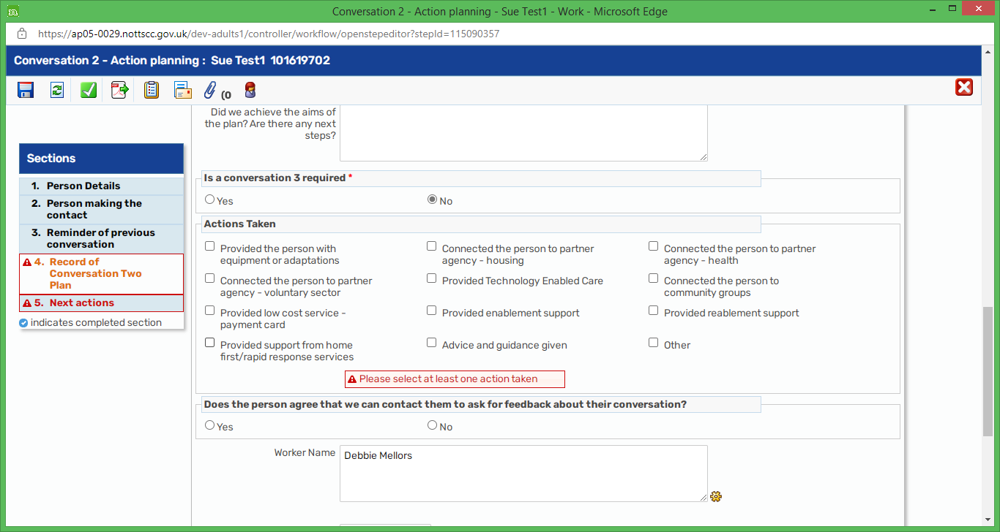 Conversation 2 - Action planning - Sue Test1 - Work - Microsoft Edge
https://ap05-0029.nottscc.gov.uk/dev-adults1/controller/workflow/openstepeditor?stepId=115090357
Conversation 2 - Action planning : Sue Test1 101619702
(0
Sections
1. Person Details
2. Person making the
contact
3. Reminder of previous
conversation
4. Record of
Conversation Two
Plan
5. Next actions
indicates completed section
Did we achieve the aims of
the plan? Are there any next
steps?
Is a conversation 3 required *
Yes No
Actions Taken
Provided the person with
equipment or adaptations
Connected the person to partner
agency - housing
Connected the person to partner
agency - health
Connected the person to partner
agency - voluntary sector
Provided Technology Enabled Care
Connected the person to
community groups
Provided low cost service -
payment card
Provided enablement support
Provided reablement support
Provided support from home
first/rapid response services
Advice and guidance given
Other
Please select at least one action taken
Does the person agree that we can contact them to ask for feedback about their conversation?
Yes No
Worker Name
Debbie Mellors